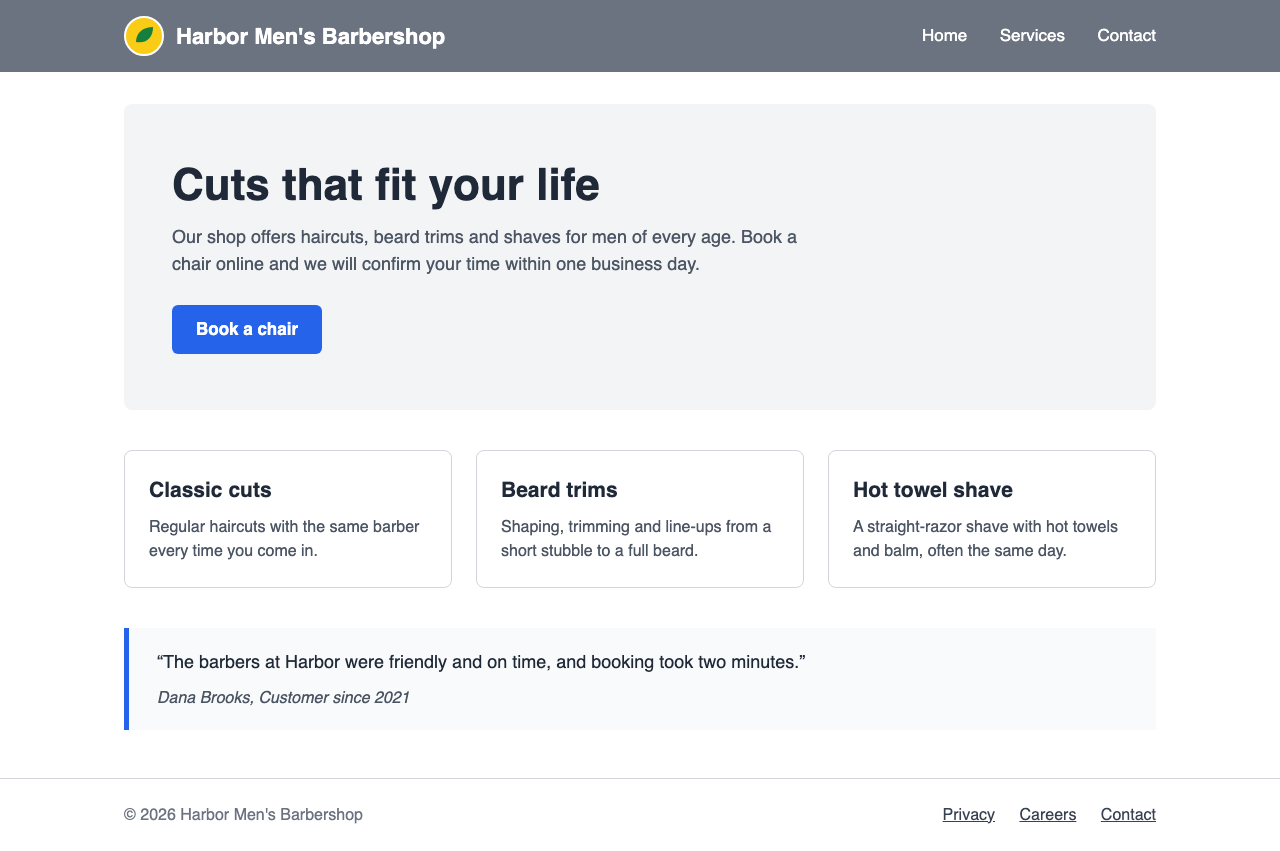 Harbor Men's Barbershop
Home Services Contact
Cuts that fit your life
Our shop offers haircuts, beard trims and shaves for men of every age. Book a
chair online and we will confirm your time within one business day.
Book a chair
Classic cuts
Regular haircuts with the same barber
every time you come in.
Beard trims
Shaping, trimming and line-ups from a
short stubble to a full beard.
Hot towel shave
A straight-razor shave with hot towels
and balm, often the same day.
“The barbers at Harbor were friendly and on time, and booking took two minutes.”
Dana Brooks, Customer since 2021
© 2026 Harbor Men's Barbershop
Privacy Careers Contact